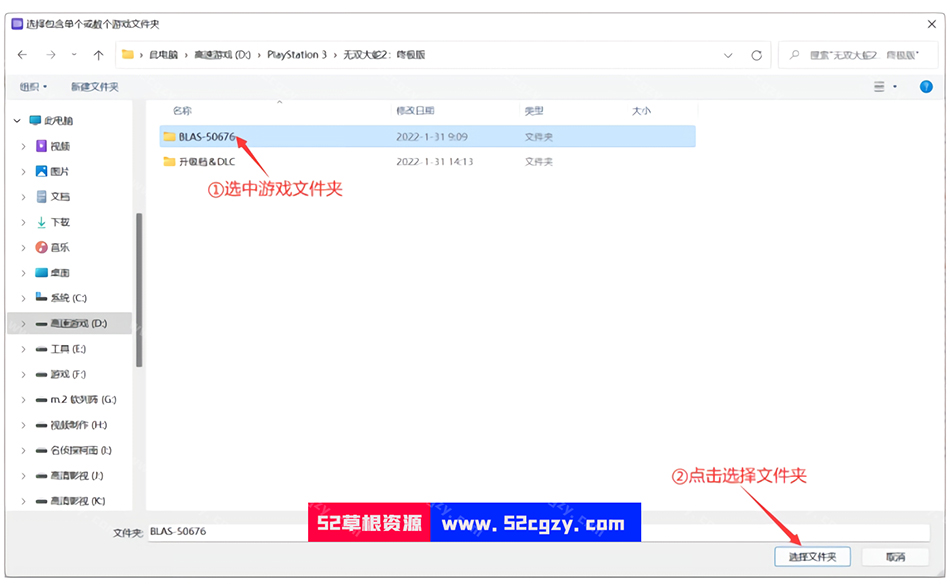 选择包含单个或数个游戏文件夹
此电脑 › 高速游戏 (D:) › PlayStation 3 › 无双大蛇2：终极版
搜索"无双大蛇2：终极版"
组织 新建文件夹
名称 修改日期 类型 大小
BLAS-50676 2022-1-31 9:09 文件夹
升级档&DLC 2022-1-31 14:13 文件夹
①选中游戏文件夹
此电脑
视频
图片
文档
下载
音乐
桌面
系统 (C:)
高速游戏 (D:)
工具 (E:)
游戏 (F:)
m.2 软列阵 (G:)
视频制作 (H:)
名侦探柯南 (I:)
高清影视 (J:)
高清影视 (K:)
②点击选择文件夹
52草根资源 www.52cgzy.com
文件夹: BLAS-50676
选择文件夹 取消